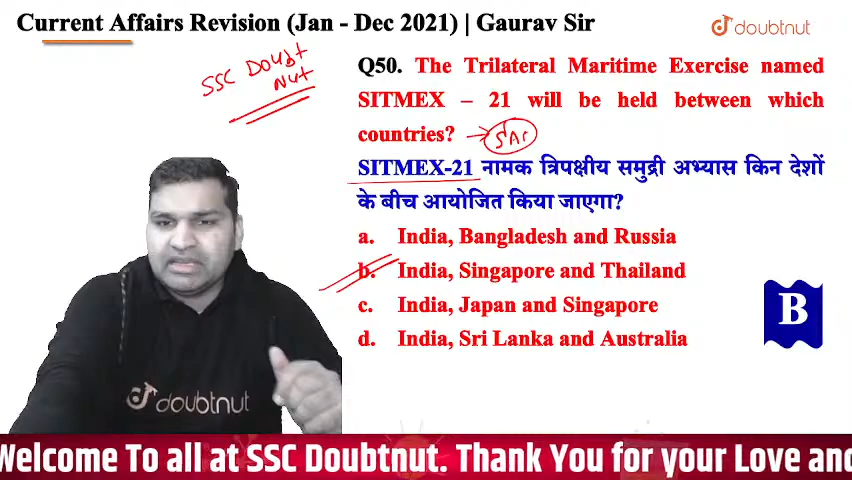 Current Affairs Revision (Jan - Dec 2021) | Gaurav Sir
doubtnut
SSC Doubt
Nut
Q50. The Trilateral Maritime Exercise named
SITMEX – 21 will be held between which
countries?
SITMEX-21 नामक त्रिपक्षीय समुद्री अभ्यास किन देशों
के बीच आयोजित किया जाएगा?
a. India, Bangladesh and Russia
b. India, Singapore and Thailand
c. India, Japan and Singapore
d. India, Sri Lanka and Australia
B
doubtnut
Welcome To all at SSC Doubtnut. Thank You for your Love and